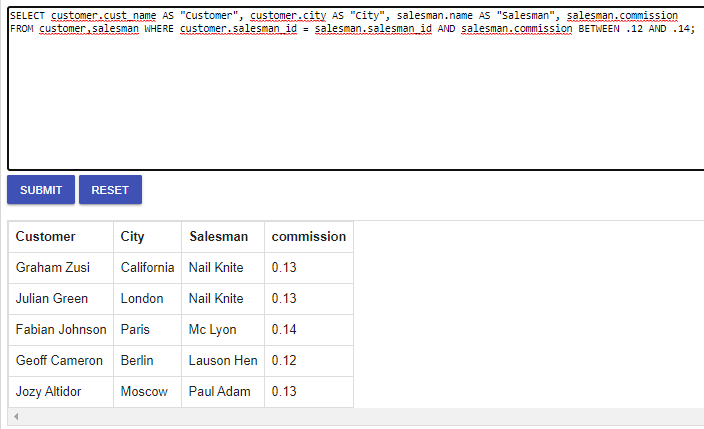 SELECT customer.cust_name AS "Customer", customer.city AS "City", salesman.name AS "Salesman", salesman.commission
FROM customer,salesman WHERE customer.salesman_id = salesman.salesman_id AND salesman.commission BETWEEN .12 AND .14;
SUBMIT RESET
Customer City Salesman commission
Graham Zusi California Nail Knite 0.13
Julian Green London Nail Knite 0.13
Fabian Johnson Paris Mc Lyon 0.14
Geoff Cameron Berlin Lauson Hen 0.12
Jozy Altidor Moscow Paul Adam 0.13